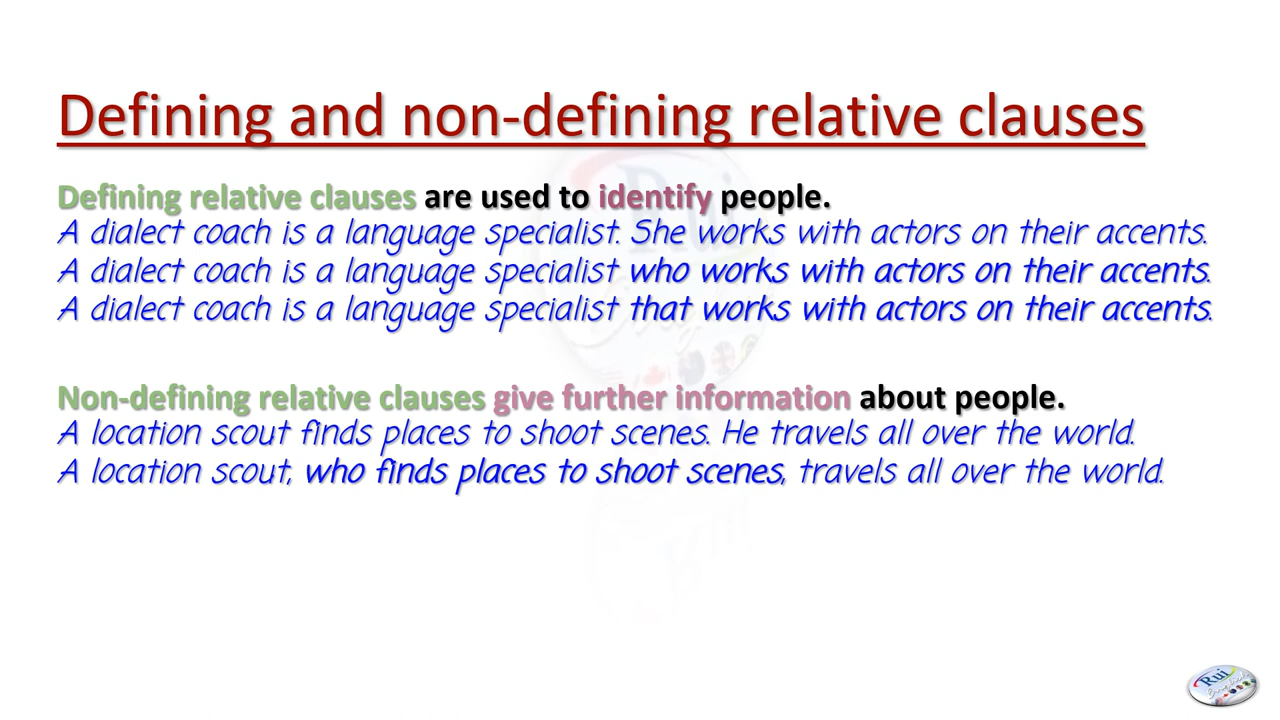 Defining and non-defining relative clauses
Defining relative clauses are used to identify people.
A dialect coach is a language specialist. She works with actors on their accents.
A dialect coach is a language specialist who works with actors on their accents.
A dialect coach is a language specialist that works with actors on their accents.
Non-defining relative clauses give further information about people.
A location scout finds places to shoot scenes. He travels all over the world.
A location scout, who finds places to shoot scenes, travels all over the world.
Rui